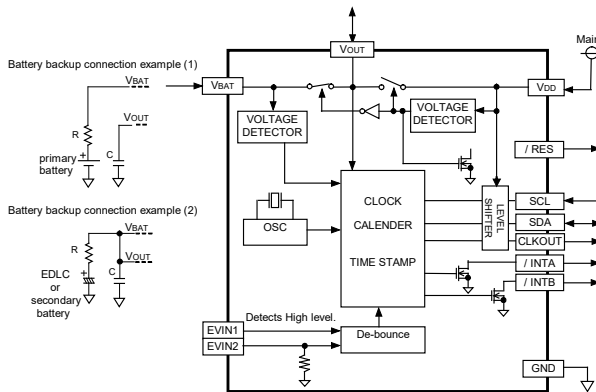 Battery backup connection example (1)
VBAT
VOUT
R
+
primary
battery
C
Battery backup connection example (2)
VBAT
VOUT
R
+
C
EDLC
or
secondary
battery
VOUT
Main
VBAT
VDD
VOLTAGE
DETECTOR
VOLTAGE
DETECTOR
/ RES
CLOCK
CALENDER
TIME STAMP
LEVEL
SHIFTER
SCL
SDA
CLKOUT
OSC
/ INTA
/ INTB
Detects High level.
EVIN1
EVIN2
De-bounce
GND